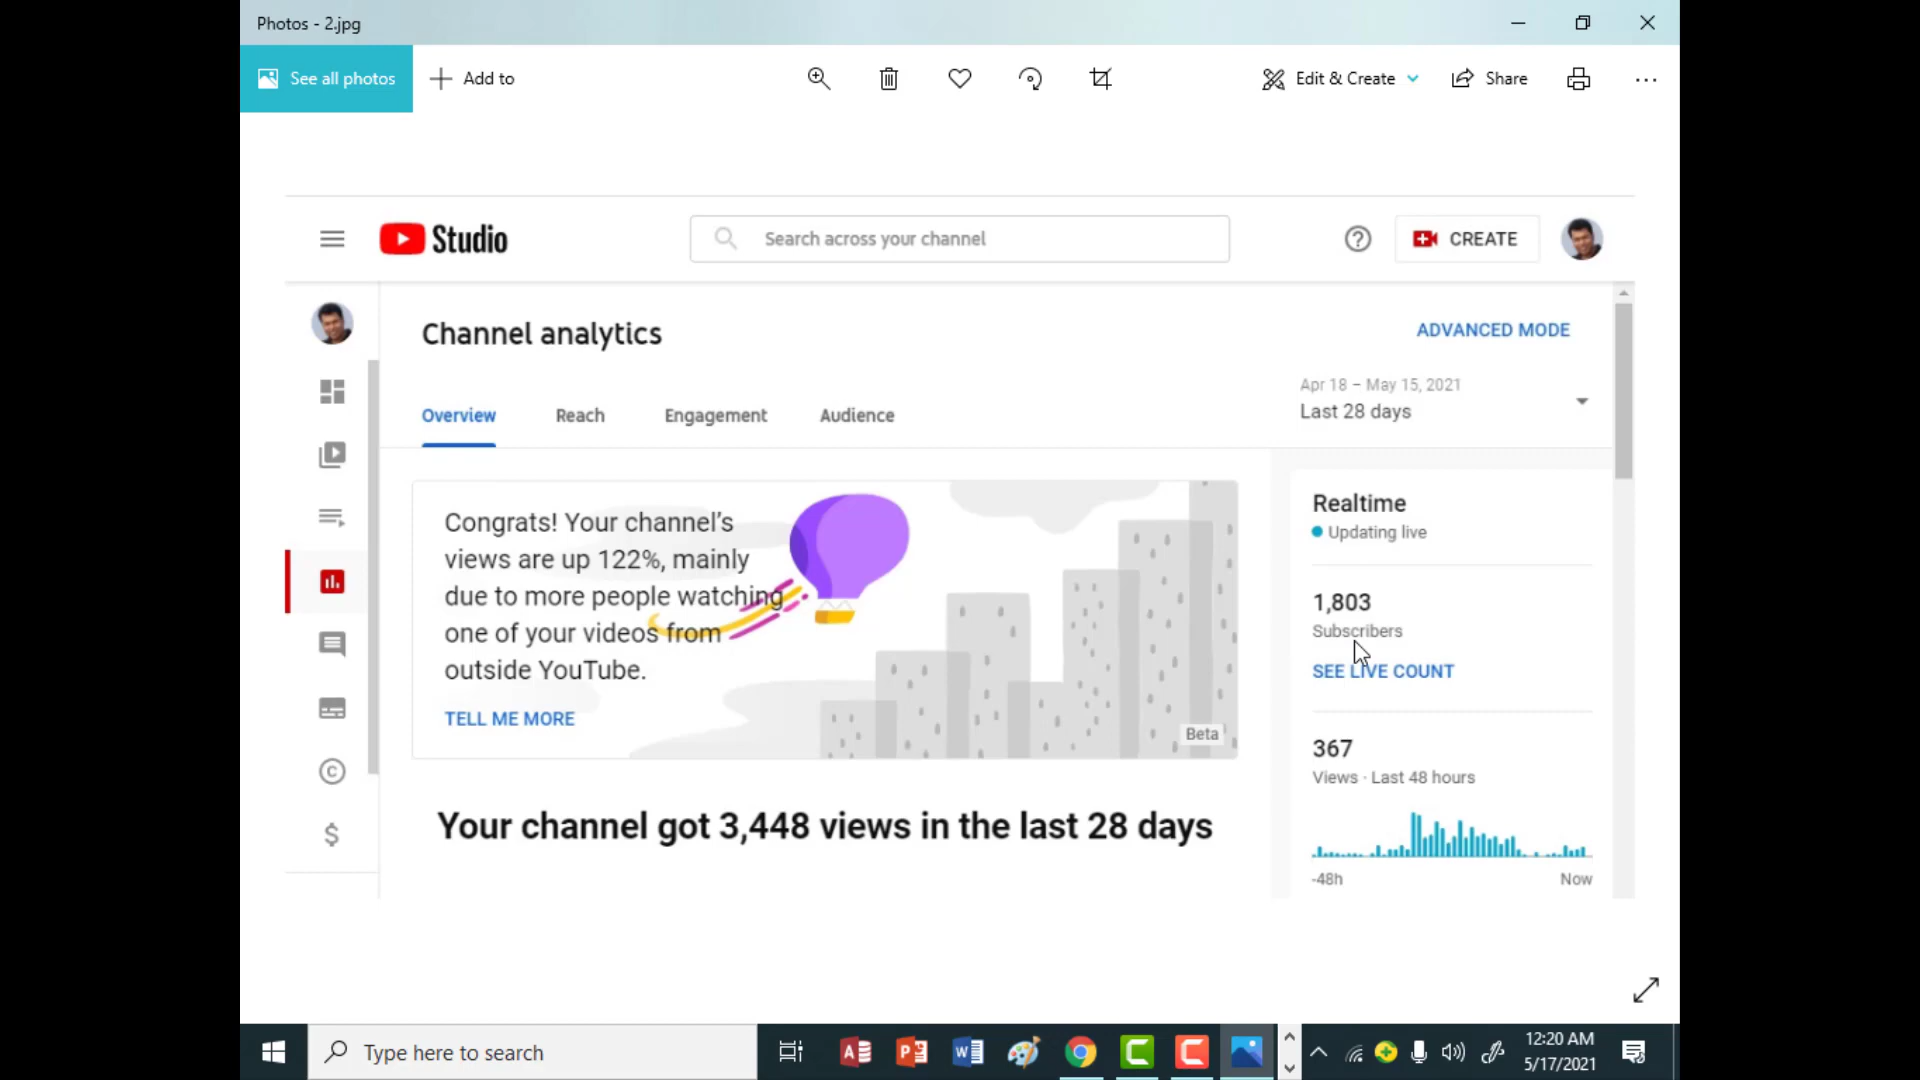 Photos - 2.jpg
See all photos
Add to
Edit & Create
Share
Studio
Search across your channel
CREATE
Channel analytics
ADVANCED MODE
Apr 18 – May 15, 2021
Last 28 days
Overview
Reach
Engagement
Audience
Congrats! Your channel's
views are up 122%, mainly
due to more people watching
one of your videos from
outside YouTube.
TELL ME MORE
Beta
Your channel got 3,448 views in the last 28 days
Realtime
Updating live
1,803
Subscribers
SEE LIVE COUNT
367
Views · Last 48 hours
-48h
Now
Type here to search
12:20 AM
5/17/2021